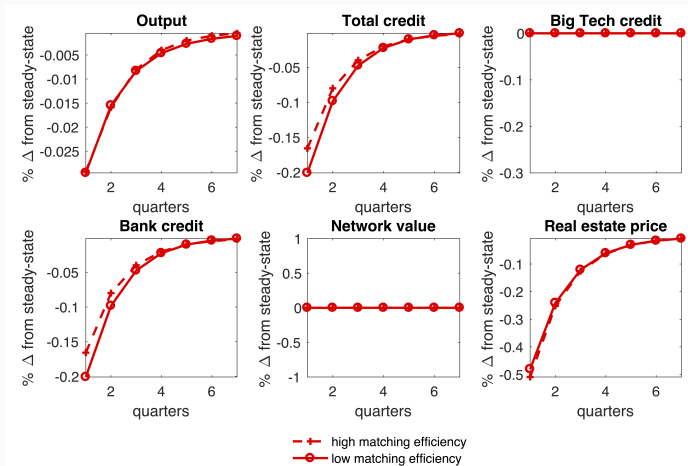 Output
% Δ from steady-state
-0.005
-0.01
-0.015
-0.02
-0.025
2
4
6
quarters
Total credit
% Δ from steady-state
-0.05
-0.1
-0.15
-0.2
2
4
6
quarters
Big Tech credit
% Δ from steady-state
0
-0.1
-0.2
-0.3
2
4
6
quarters
Bank credit
% Δ from steady-state
-0.05
-0.1
-0.15
-0.2
2
4
6
quarters
Network value
% Δ from steady-state
1
0.5
0
-0.5
-1
2
4
6
quarters
Real estate price
% Δ from steady-state
-0.1
-0.2
-0.3
-0.4
-0.5
2
4
6
quarters
high matching efficiency
low matching efficiency